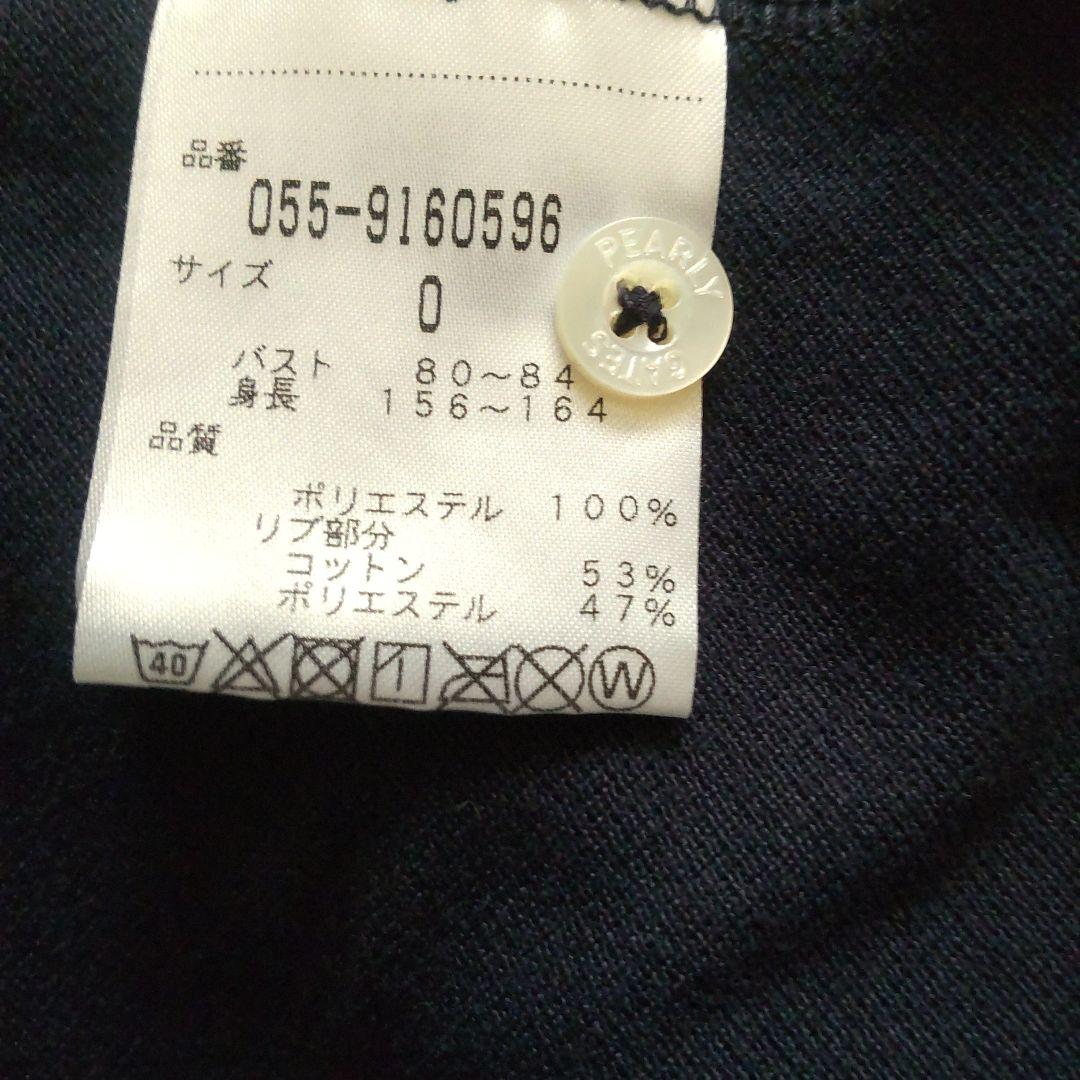 品番
055-9160596
サイズ
0
バスト 80～84
身長 156～164
品質
ポリエステル 100%
リブ部分
コットン 53%
ポリエステル 47%
40
W
PEARLY
GATES